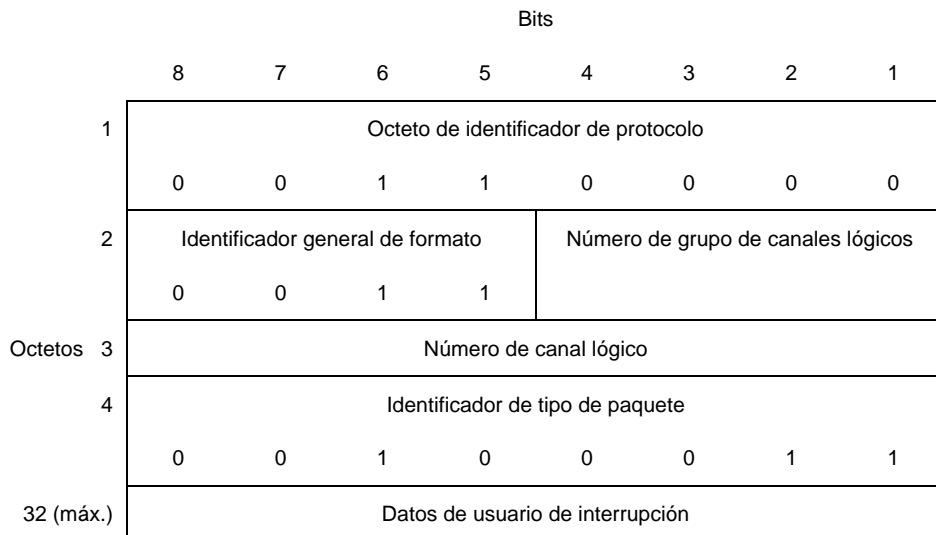 Bits
8 7 6 5 4 3 2 1
1 Octeto de identificador de protocolo
0 0 1 1 0 0 0 0
2 Identificador general de formato Número de grupo de canales lógicos
0 0 1 1
Octetos 3 Número de canal lógico
4 Identificador de tipo de paquete
0 0 1 0 0 0 1 1
32 (máx.) Datos de usuario de interrupción